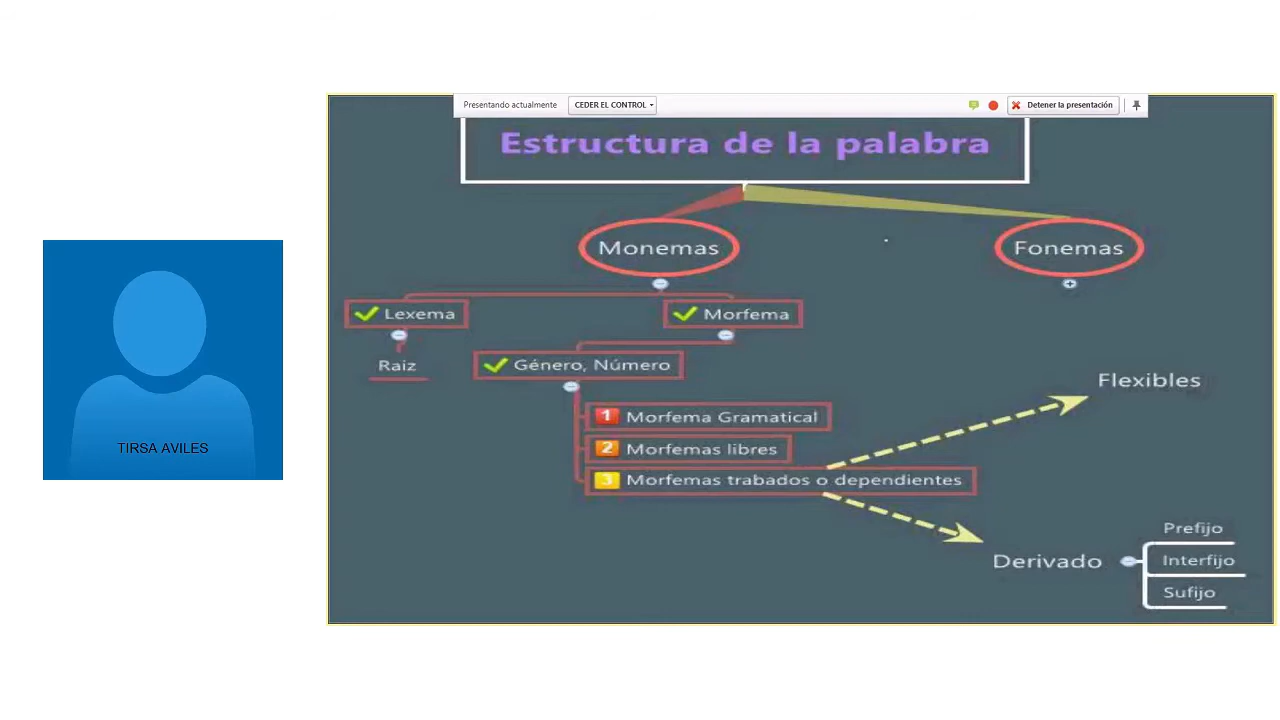 Presentando actualmente
CEDER EL CONTROL
Detener la presentación
Estructura de la palabra
Monemas
Fonemas
Lexema
Morfema
Raiz
Género, Número
Flexibles
1 Morfema Gramatical
2 Morfemas libres
3 Morfemas trabados o dependientes
TIRSA AVILES
Derivado
Prefijo
Interfijo
Sufijo